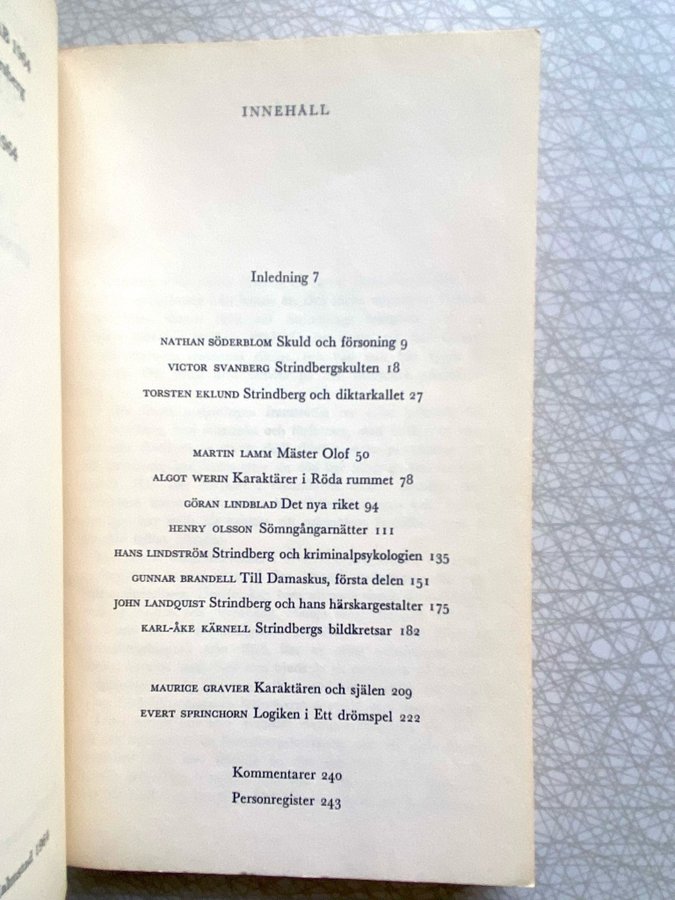 INNEHÅLL
Inledning 7
NATHAN SÖDERBLOM Skuld och försoning 9
VICTOR SVANBERG Strindbergskulten 18
TORSTEN EKLUND Strindberg och diktarkallet 27
MARTIN LAMM Mäster Olof 50
ALGOT WERIN Karaktärer i Röda rummet 78
GÖRAN LINDBLAD Det nya riket 94
HENRY OLSSON Sömngångarnätter 111
HANS LINDSTRÖM Strindberg och kriminalpsykologien 135
GUNNAR BRANDELL Till Damaskus, första delen 151
JOHN LANDQUIST Strindberg och hans härskargestalter 175
KARL-ÅKE KÄRNELL Strindbergs bildkretsar 182
MAURICE GRAVIER Karaktären och själen 209
EVERT SPRINCHORN Logiken i Ett drömspel 222
Kommentarer 240
Personregister 243